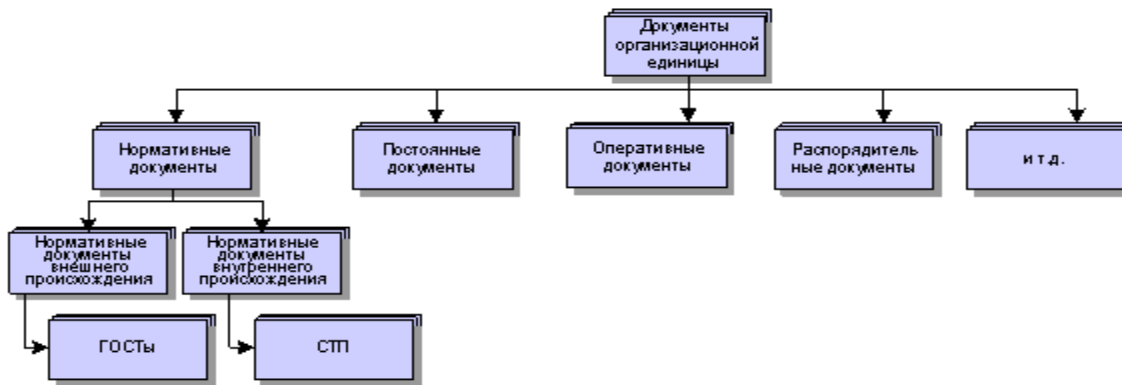 Документы
организационной
единицы
Нормативные
документы
Постоянные
документы
Оперативные
документы
Распорядитель
ные документы
и т.д.
Нормативные
документы
внешнего
происхождения
Нормативные
документы
внутреннего
происхождения
ГОСТы
СТП